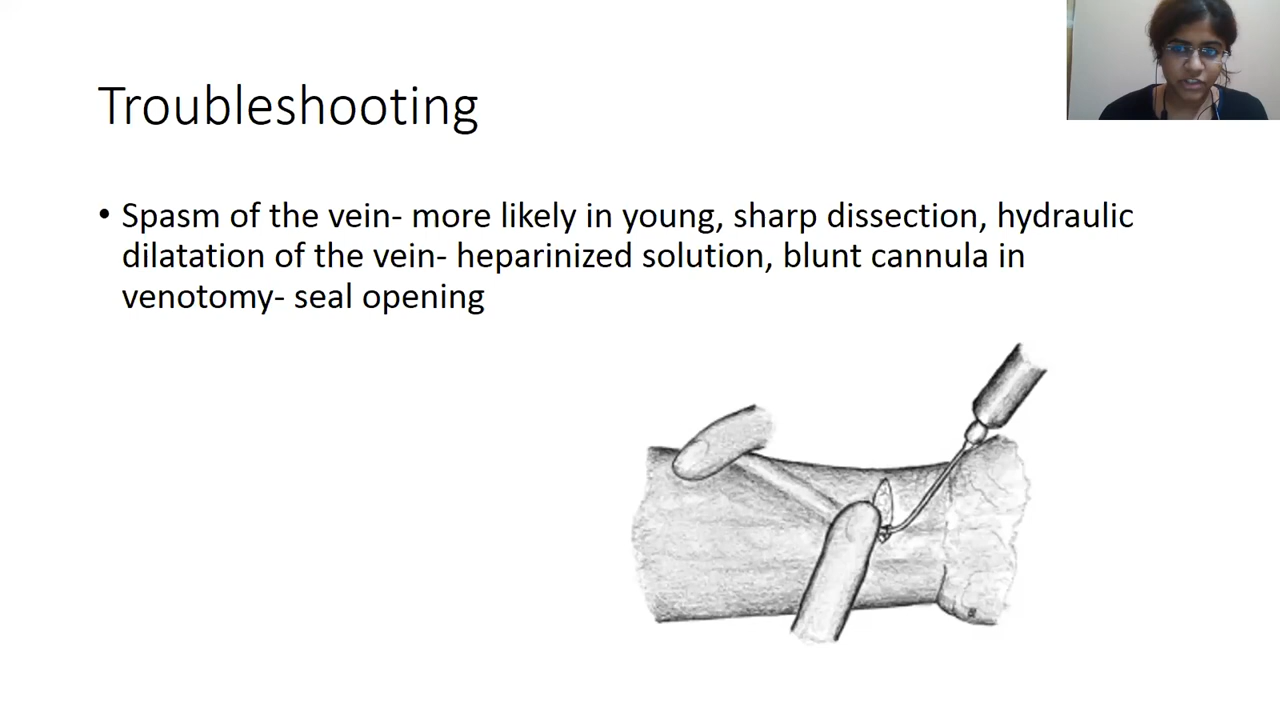 Troubleshooting
• Spasm of the vein- more likely in young, sharp dissection, hydraulic
dilatation of the vein- heparinized solution, blunt cannula in
venotomy- seal opening